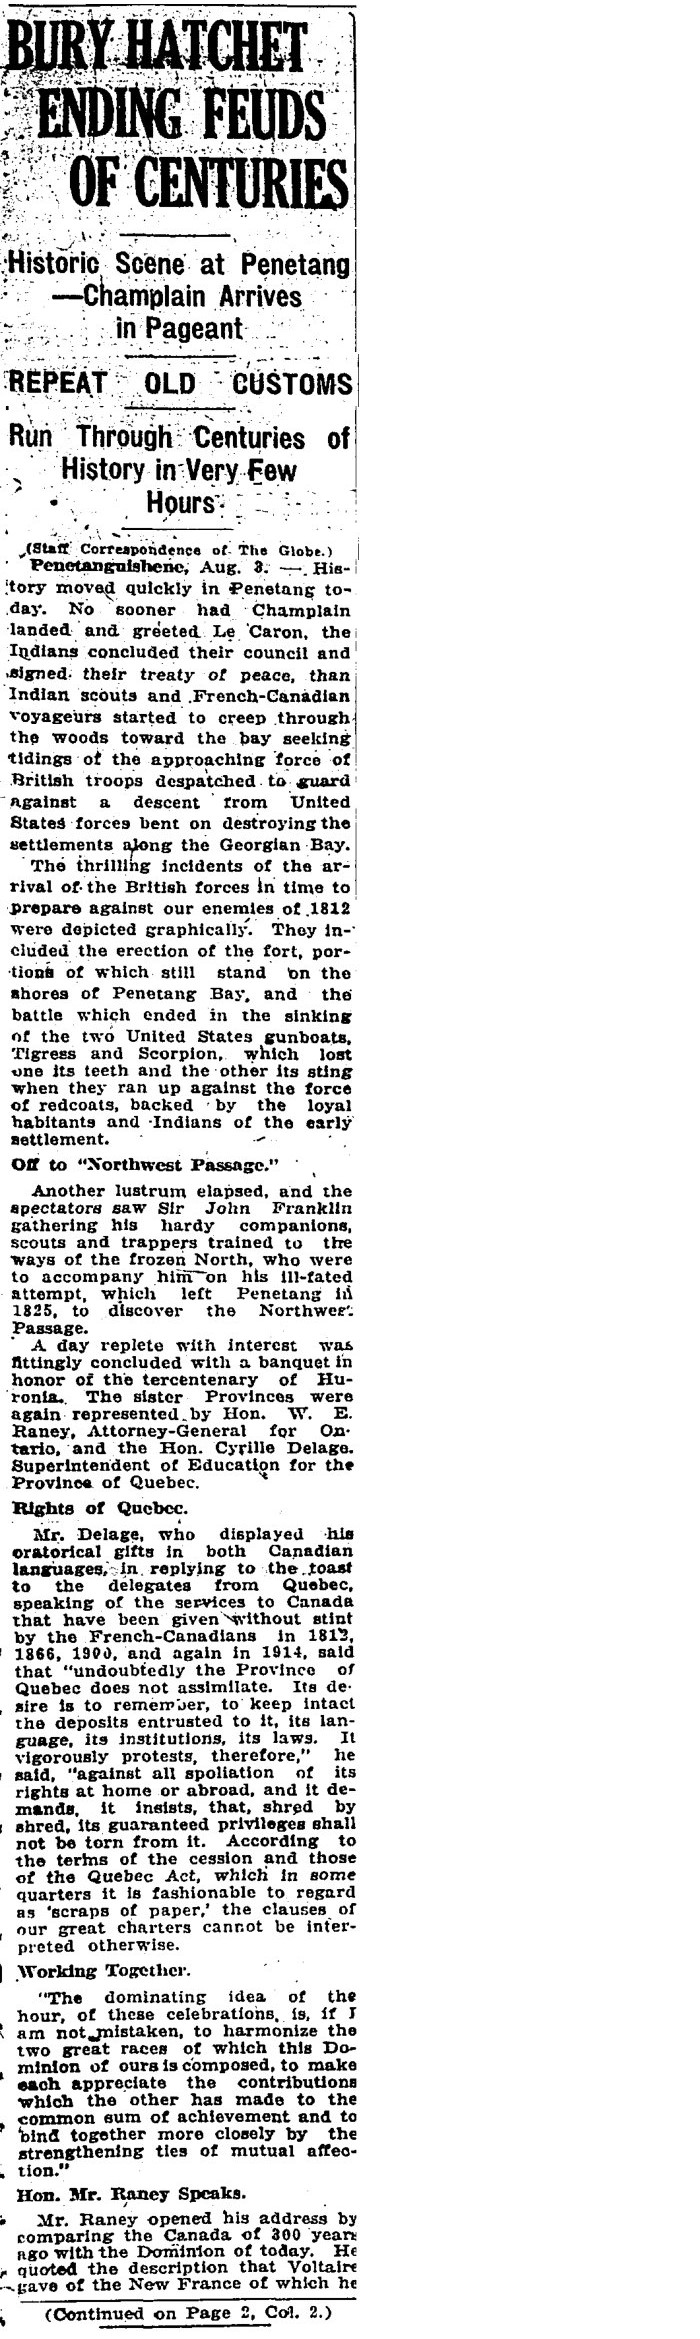 BURY HATCHET
ENDING FEUDS
OF CENTURIES
Historic Scene at Penetang
—Champlain Arrives
in Pageant
REPEAT OLD CUSTOMS
Run Through Centuries of
History in Very Few
Hours
(Staff Correspondence of The Globe.)
Penetanguishene, Aug. 3. — His-
tory moved quickly in Penetang to-
day. No sooner had Champlain
landed and greeted Le Caron, the
Indians concluded their council and
signed their treaty of peace, than
Indian scouts and French-Canadian
voyageurs started to creep through
the woods toward the bay seeking
tidings of the approaching force of
British troops despatched to guard
against a descent from United
States forces bent on destroying the
settlements along the Georgian Bay.
The thrilling incidents of the ar-
rival of the British forces in time to
prepare against our enemies of 1812
were depicted graphically. They in-
cluded the erection of the fort, por-
tions of which still stand on the
shores of Penetang Bay, and the
battle which ended in the sinking
of the two United States gunboats,
Tigress and Scorpion, which lost
one its teeth and the other its sting
when they ran up against the force
of redcoats, backed by the loyal
habitants and Indians of the early
settlement.
Off to "Northwest Passage."
Another lustrum elapsed, and the
spectators saw Sir John Franklin
gathering his hardy companions,
scouts and trappers trained to the
ways of the frozen North, who were
to accompany him on his ill-fated
attempt, which left Penetang in
1825, to discover the Northwest
Passage.
A day replete with interest was
fittingly concluded with a banquet in
honor of the tercentenary of Hu-
ronia. The sister Provinces were
again represented by Hon. W. E.
Raney, Attorney-General for On-
tario, and the Hon. Cyrille Delage.
Superintendent of Education for the
Province of Quebec.
Rights of Quebec.
Mr. Delage, who displayed his
oratorical gifts in both Canadian
languages, in replying to the toast
to the delegates from Quebec,
speaking of the services to Canada
that have been given without stint
by the French-Canadians in 1812,
1866, 1900, and again in 1914, said
that "undoubtedly the Province of
Quebec does not assimilate. Its de-
sire is to remember, to keep intact
the deposits entrusted to it, its lan-
guage, its institutions, its laws. It
vigorously protests, therefore," he
said, "against all spoliation of its
rights at home or abroad, and it de-
mands, it insists, that, shred by
shred, its guaranteed privileges shall
not be torn from it. According to
the terms of the cession and those
of the Quebec Act, which in some
quarters it is fashionable to regard
as 'scraps of paper,' the clauses of
our great charters cannot be inter-
preted otherwise.
Working Together.
"The dominating idea of the
hour, of these celebrations, is, if I
am not mistaken, to harmonize the
two great races of which this Do-
minion of ours is composed, to make
each appreciate the contributions
which the other has made to the
common sum of achievement and to
bind together more closely by the
strengthening ties of mutual affec-
tion."
Hon. Mr. Raney Speaks.
Mr. Raney opened his address by
comparing the Canada of 300 years
ago with the Dominion of today. He
quoted the description that Voltaire
gave of the New France of which he
(Continued on Page 2, Col. 2.)